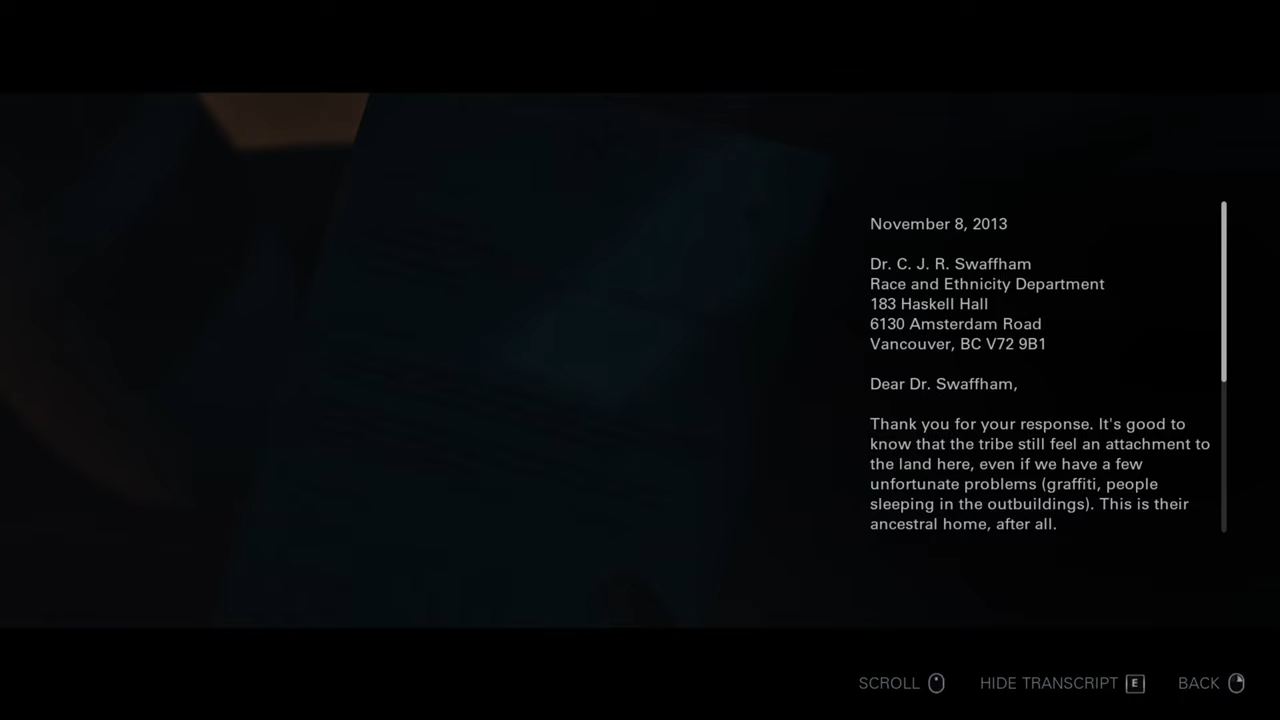 November 8, 2013
Dr. C. J. R. Swaffham
Race and Ethnicity Department
183 Haskell Hall
6130 Amsterdam Road
Vancouver, BC V72 9B1
Dear Dr. Swaffham,
Thank you for your response. It's good to
know that the tribe still feel an attachment to
the land here, even if we have a few
unfortunate problems (graffiti, people
sleeping in the outbuildings). This is their
ancestral home, after all.
SCROLL HIDE TRANSCRIPT E BACK